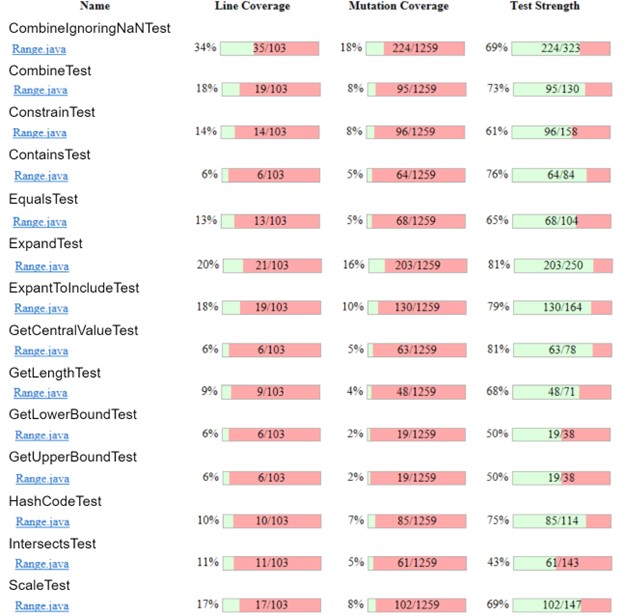 Name Line Coverage Mutation Coverage Test Strength
CombineIgnoringNaNTest
Range.java 34% 35/103 18% 224/1259 69% 224/323
CombineTest
Range.java 18% 19/103 8% 95/1259 73% 95/130
ConstrainTest
Range.java 14% 14/103 8% 96/1259 61% 96/158
ContainsTest
Range.java 6% 6/103 5% 64/1259 76% 64/84
EqualsTest
Range.java 13% 13/103 5% 68/1259 65% 68/104
ExpandTest
Range.java 20% 21/103 16% 203/1259 81% 203/250
ExpantToIncludeTest
Range.java 18% 19/103 10% 130/1259 79% 130/164
GetCentralValueTest
Range.java 6% 6/103 5% 63/1259 81% 63/78
GetLengthTest
Range.java 9% 9/103 4% 48/1259 68% 48/71
GetLowerBoundTest
Range.java 6% 6/103 2% 19/1259 50% 19/38
GetUpperBoundTest
Range.java 6% 6/103 2% 19/1259 50% 19/38
HashCodeTest
Range.java 10% 10/103 7% 85/1259 75% 85/114
IntersectsTest
Range.java 11% 11/103 5% 61/1259 43% 61/143
ScaleTest
Range.java 17% 17/103 8% 102/1259 69% 102/147